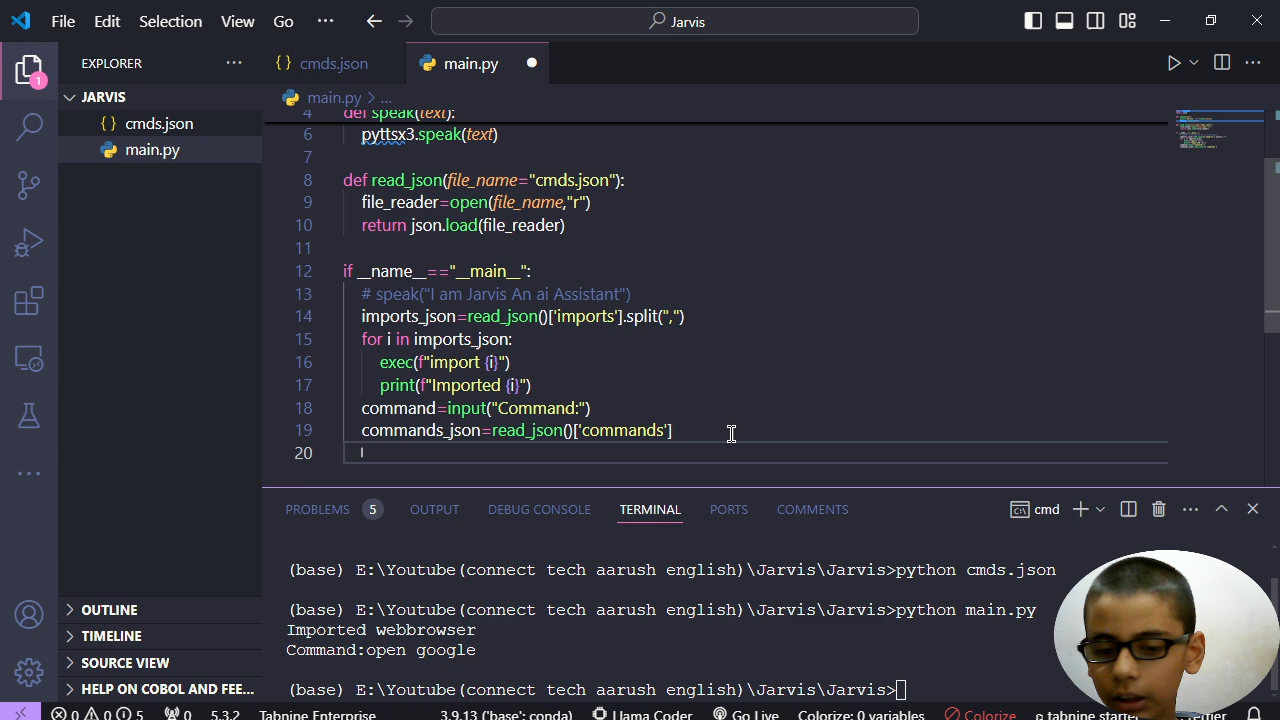 File Edit Selection View Go ··· Jarvis
EXPLORER ··· {} cmds.json main.py
JARVIS main.py > ...
{} cmds.json
main.py
4 def speak(text):
6 pyttsx3.speak(text)
7
8 def read_json(file_name="cmds.json"):
9 file_reader=open(file_name,"r")
10 return json.load(file_reader)
11
12 if __name__=="__main__":
13 # speak("I am Jarvis An ai Assistant")
14 imports_json=read_json()['imports'].split(",")
15 for i in imports_json:
16 exec(f"import {i}")
17 print(f"Imported {i}")
18 command=input("Command:")
19 commands_json=read_json()['commands']
20
PROBLEMS 5 OUTPUT DEBUG CONSOLE TERMINAL PORTS COMMENTS cmd
(base) E:\Youtube(connect tech aarush english)\Jarvis\Jarvis>python cmds.json
(base) E:\Youtube(connect tech aarush english)\Jarvis\Jarvis>python main.py
Imported webbrowser
Command:open google
(base) E:\Youtube(connect tech aarush english)\Jarvis\Jarvis>
OUTLINE
TIMELINE
SOURCE VIEW
HELP ON COBOL AND FEE...
1
0 0 5 0 5.3.2 Tabnine Enterprise 3.9.13 ('base': conda) Llama Coder Go Live Colorize: 0 variables Colorize tabnine starter